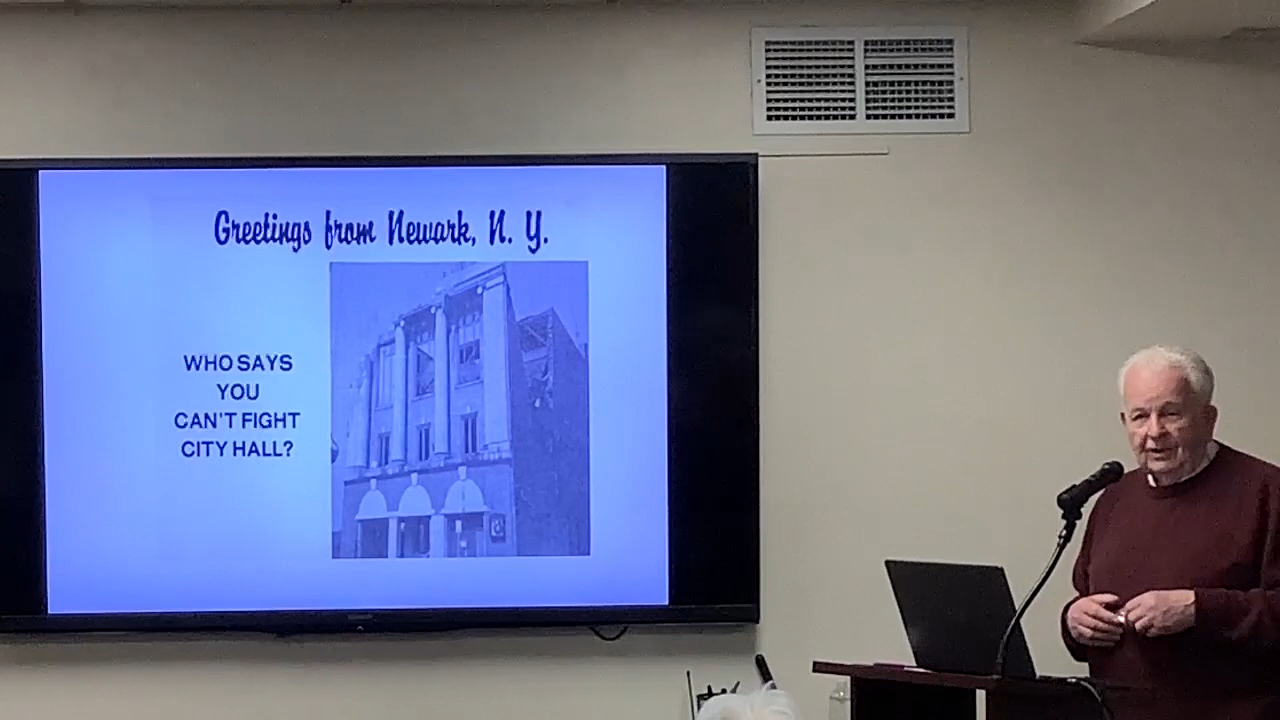 Greetings from Newark, N. Y.
WHO SAYS
YOU
CAN'T FIGHT
CITY HALL?